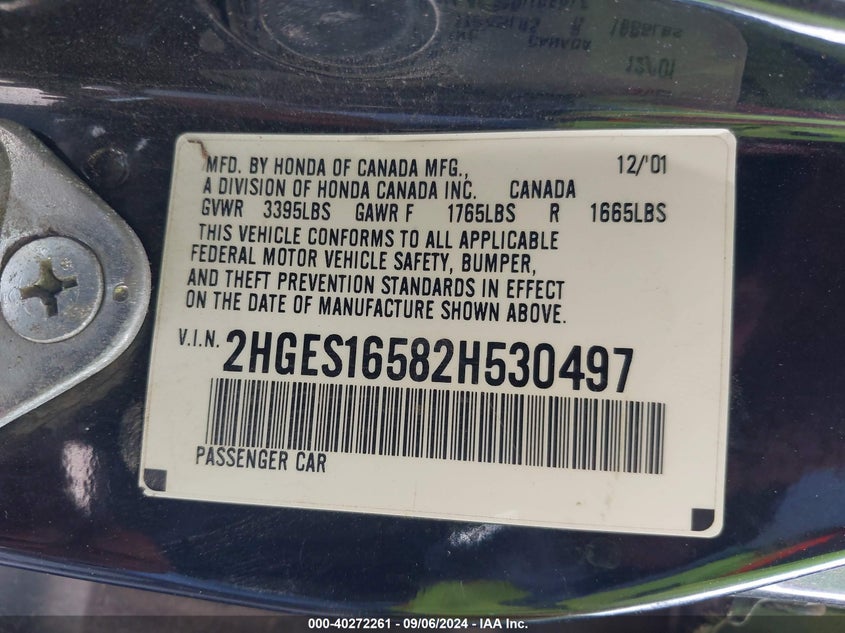 MFD. BY HONDA OF CANADA MFG., 12/'01
A DIVISION OF HONDA CANADA INC. CANADA
GVWR 3395LBS GAWR F 1765LBS R 1665LBS
THIS VEHICLE CONFORMS TO ALL APPLICABLE
FEDERAL MOTOR VEHICLE SAFETY, BUMPER,
AND THEFT PREVENTION STANDARDS IN EFFECT
ON THE DATE OF MANUFACTURE SHOWN ABOVE.
V.I.N. 2HGES16582H530497
PASSENGER CAR
000-40272261 - 09/06/2024 - IAA Inc.